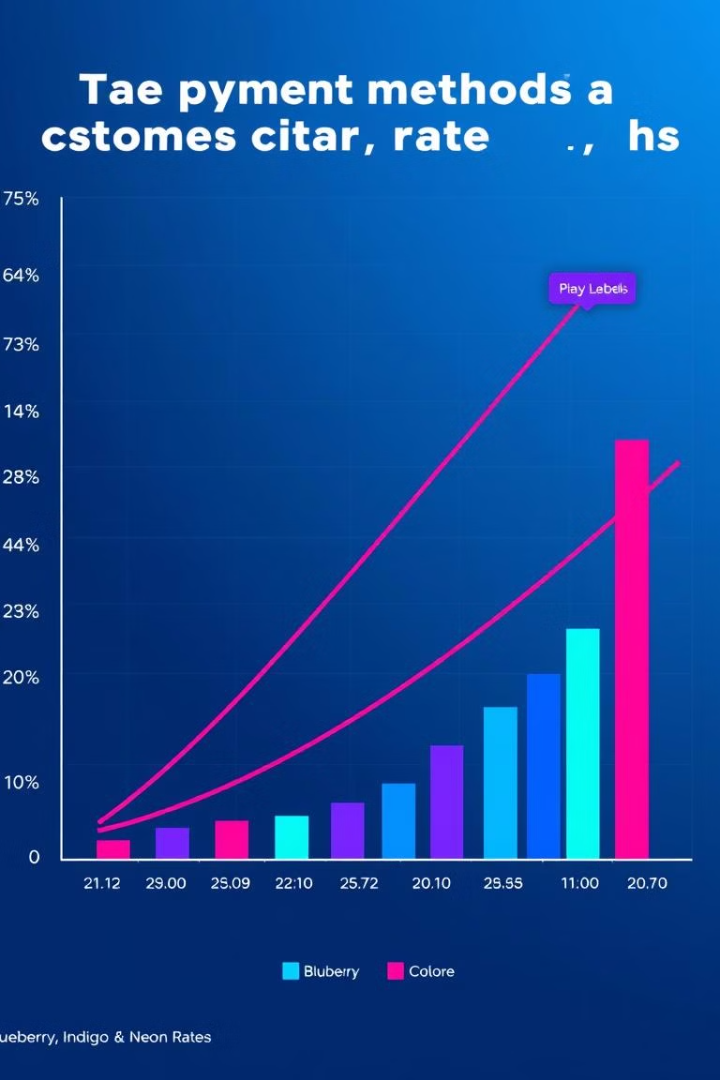 Tae pyment methods a
cstomes citar, rate ., hs
75%
64%
73%
14%
28%
44%
23%
20%
10%
0
Play Labels
21.12 29.00 25.09 22:10 25.72 20.10 25.55 11:00 20.70
Bluberry Colore
ueberry, Indigo & Neon Rates